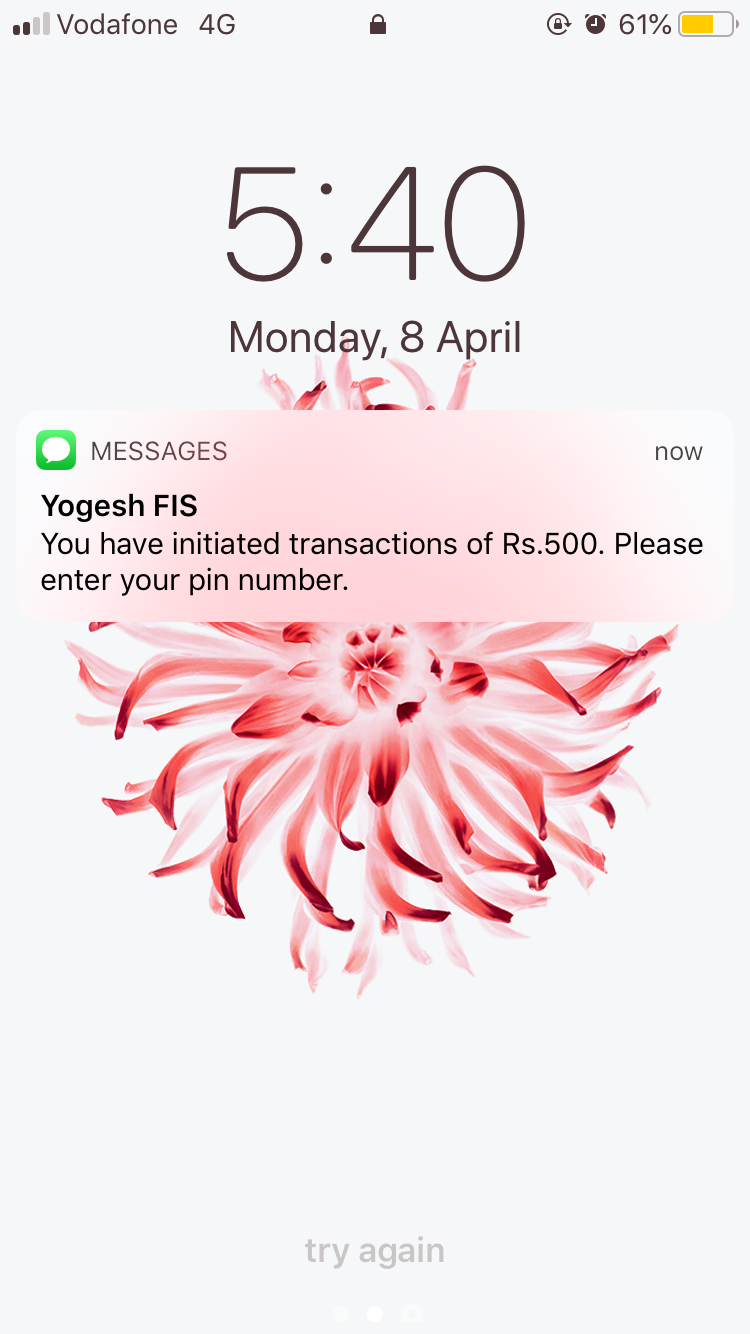 Vodafone 4G 61%
5:40
Monday, 8 April
MESSAGES now
Yogesh FIS
You have initiated transactions of Rs.500. Please
enter your pin number.
try again